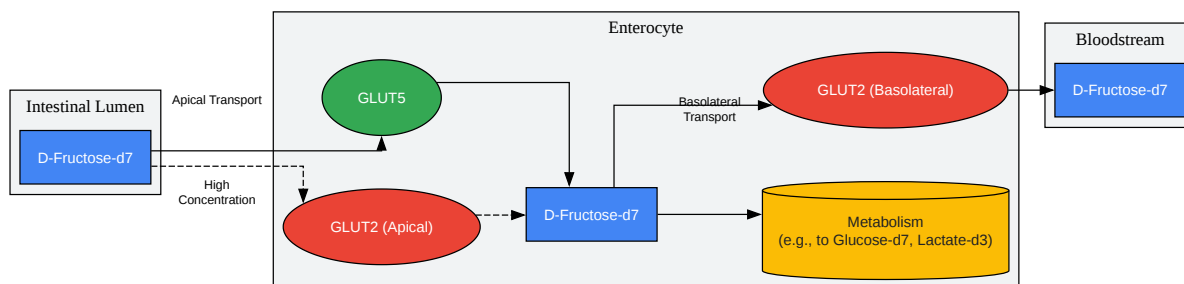 Enterocyte
Bloodstream
Intestinal Lumen
Apical Transport
GLUT5
Basolateral
Transport
GLUT2 (Basolateral)
D-Fructose-d7
D-Fructose-d7
High
Concentration
GLUT2 (Apical)
D-Fructose-d7
Metabolism
(e.g., to Glucose-d7, Lactate-d3)